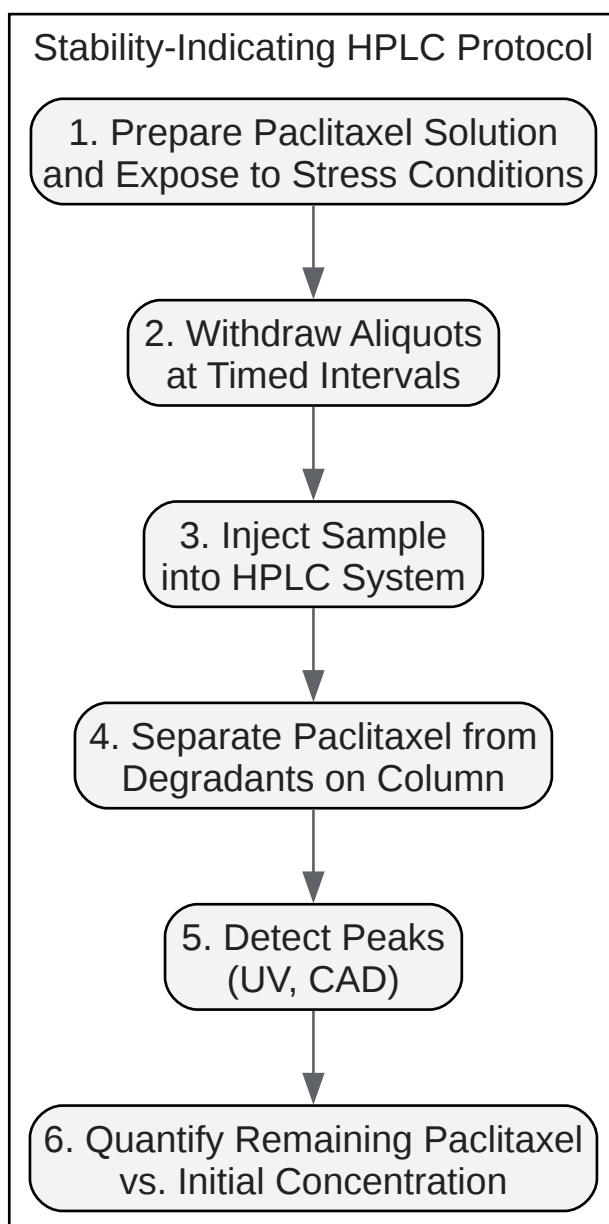 Stability-Indicating HPLC Protocol
1. Prepare Paclitaxel Solution
and Expose to Stress Conditions
2. Withdraw Aliquots
at Timed Intervals
3. Inject Sample
into HPLC System
4. Separate Paclitaxel from
Degradants on Column
5. Detect Peaks
(UV, CAD)
6. Quantify Remaining Paclitaxel
vs. Initial Concentration